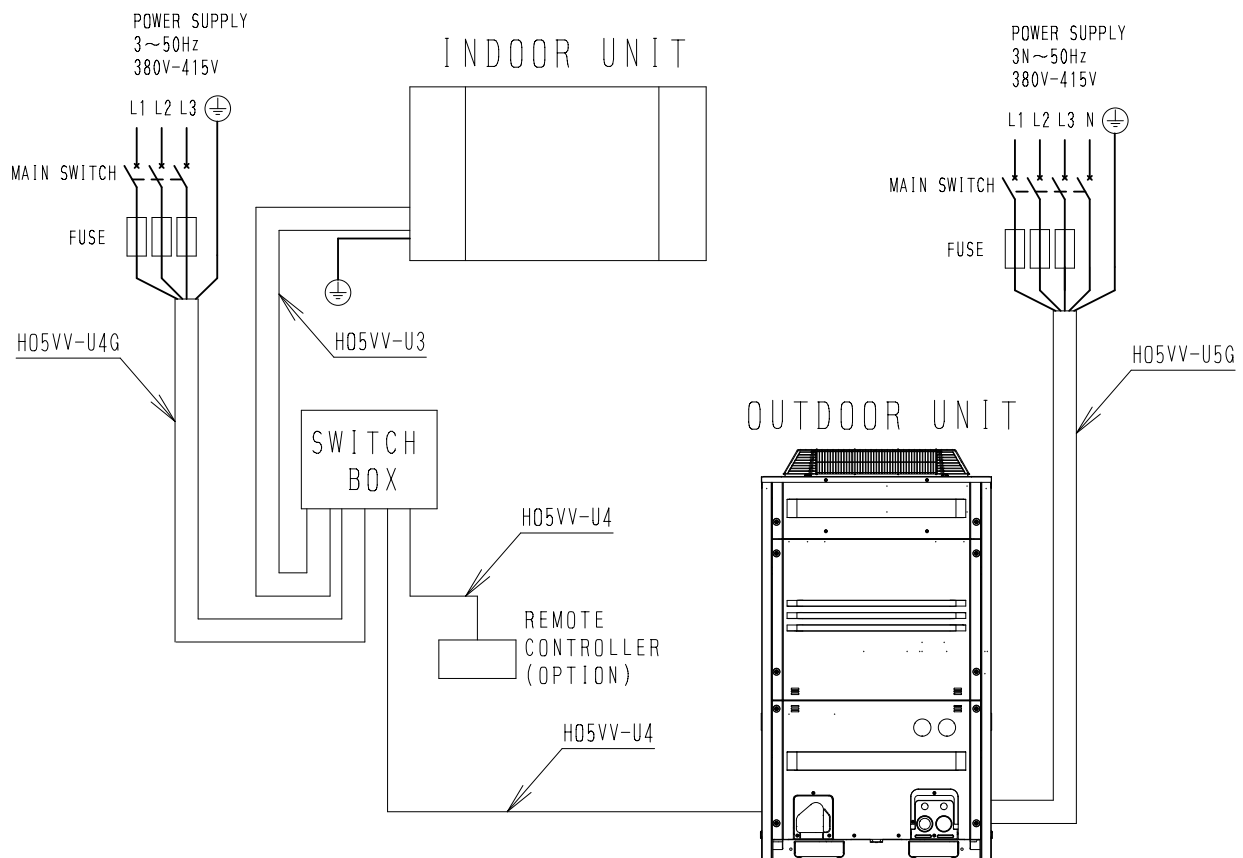 POWER SUPPLY
3~50Hz
380V-415V
L1 L2 L3
MAIN SWITCH
FUSE
H05VV-U4G
INDOOR UNIT
H05VV-U3
SWITCH
BOX
H05VV-U4
REMOTE
CONTROLLER
(OPTION)
H05VV-U4
POWER SUPPLY
3N~50Hz
380V-415V
L1 L2 L3 N
MAIN SWITCH
FUSE
H05VV-U5G
OUTDOOR UNIT